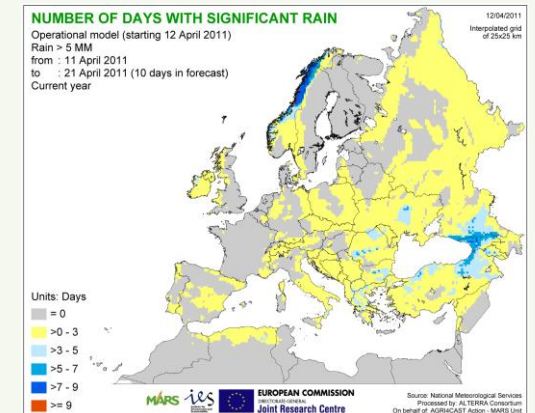 NUMBER OF DAYS WITH SIGNIFICANT RAIN
Operational model (starting 12 April 2011)
Rain > 5 MM
from : 11 April 2011
to : 21 April 2011 (10 days in forecast)
Current year
12/04/2011
Interpolated grid
of 25x25 km
Units: Days
= 0
>0 - 3
>3 - 5
>5 - 7
>7 - 9
>= 9
MARS ies
EUROPEAN COMMISSION
DIRECTORATE-GENERAL
Joint Research Centre
Source: National Meteorological Services
Processed by: ALTERRA Consortium
On behalf of: AGRI4CAST Action - MARS Unit